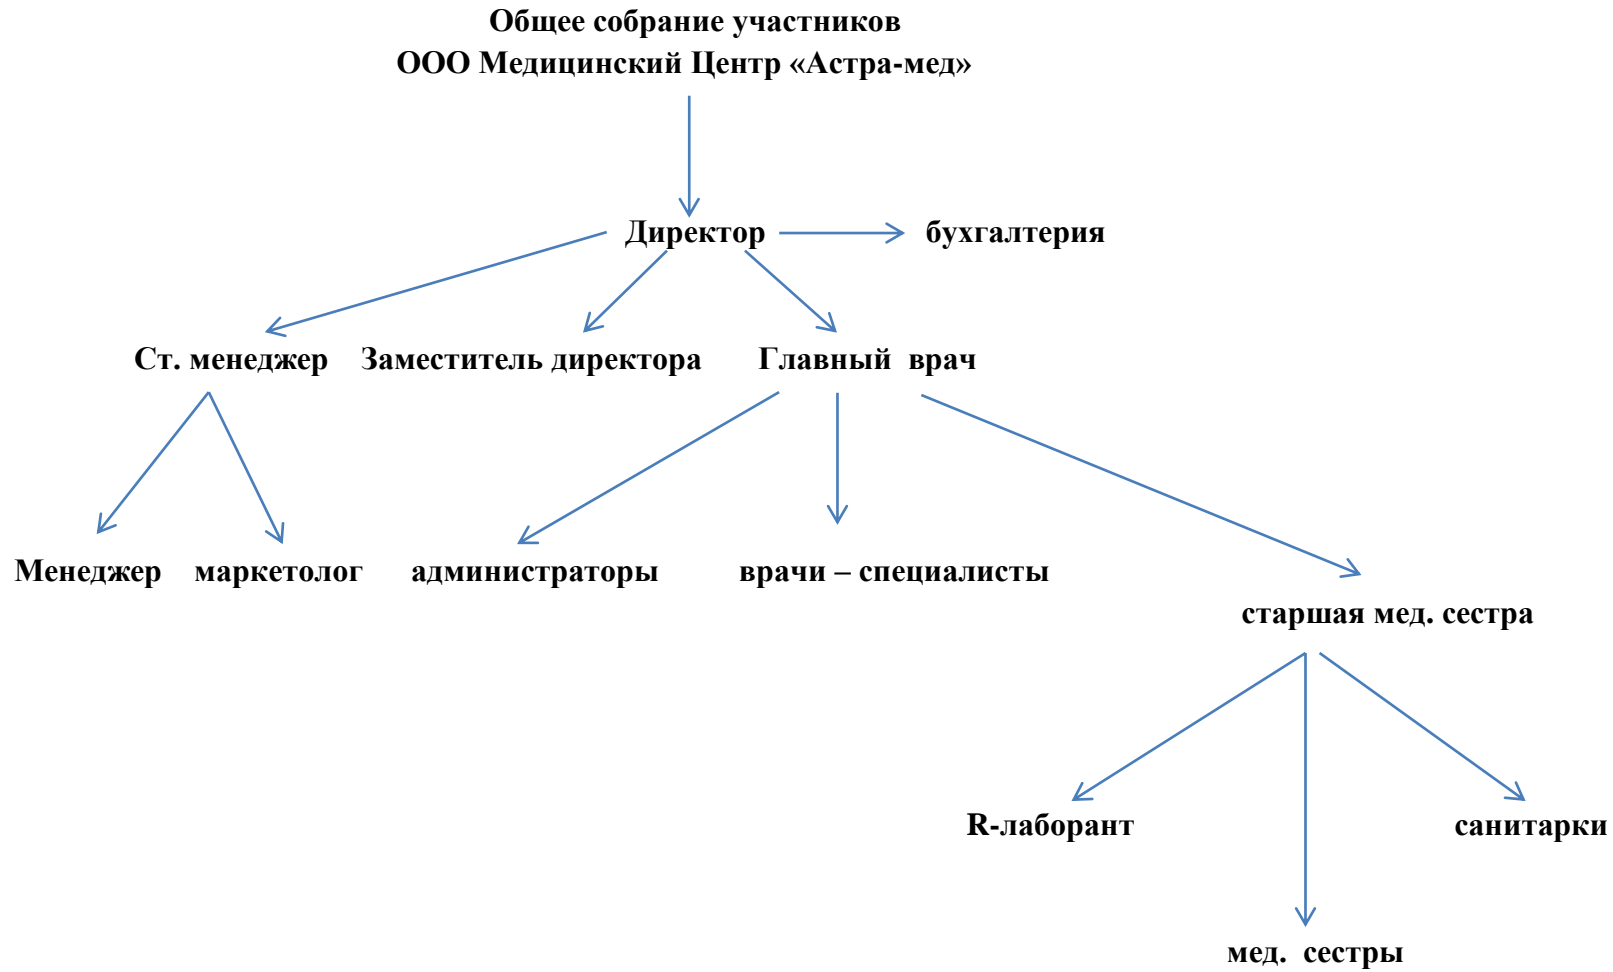 Общее собрание участников
ООО Медицинский Центр «Астра-мед»
Директор
бухгалтерия
Ст. менеджер
Заместитель директора
Главный врач
Менеджер
маркетолог
администраторы
врачи – специалисты
старшая мед. сестра
R-лаборант
санитарки
мед. сестры